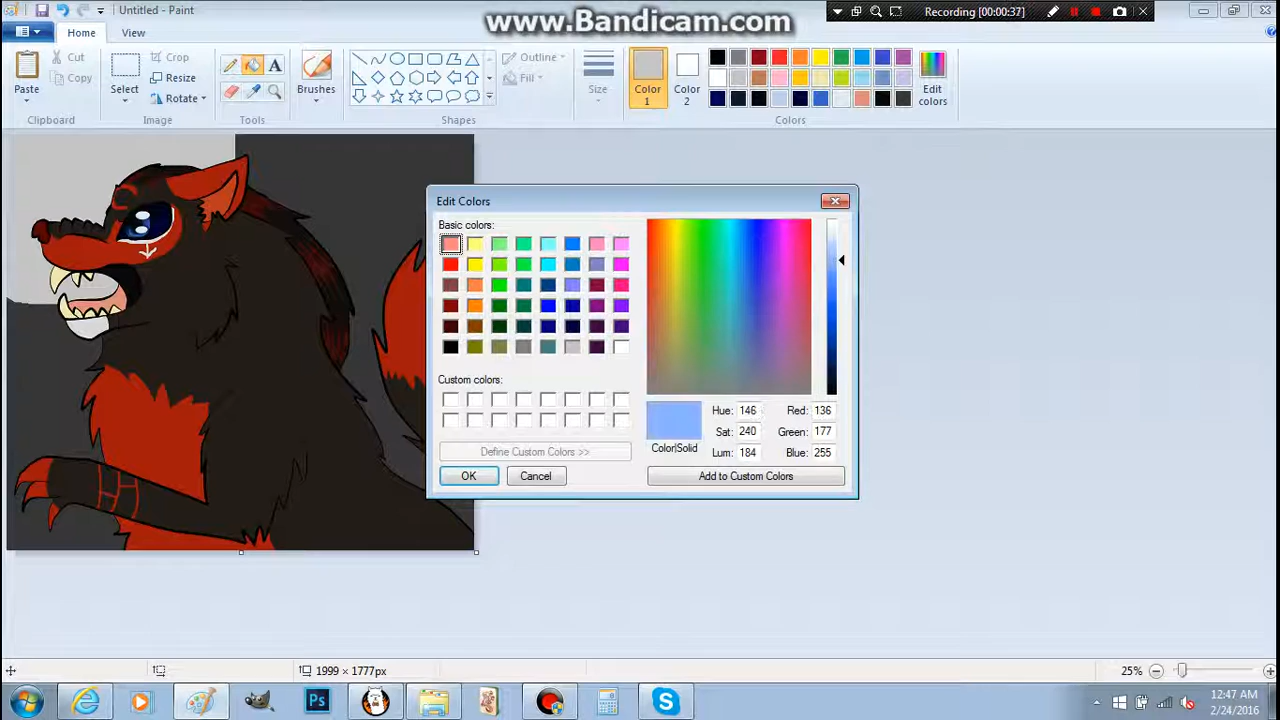 www.Bandicam.com
Untitled - Paint
Recording [00:00:37]
Home
View
Paste
Cut
Copy
Clipboard
Select
Crop
Resize
Rotate
Image
Tools
Brushes
Outline
Fill
Shapes
Size
Color 1
Color 2
Edit colors
Colors
Edit Colors
Basic colors:
Custom colors:
Define Custom Colors >>
OK
Cancel
Color|Solid
Hue: 146
Sat: 240
Lum: 184
Red: 136
Green: 177
Blue: 255
Add to Custom Colors
1999 × 1777px
25%
Ps
12:47 AM
2/24/2016